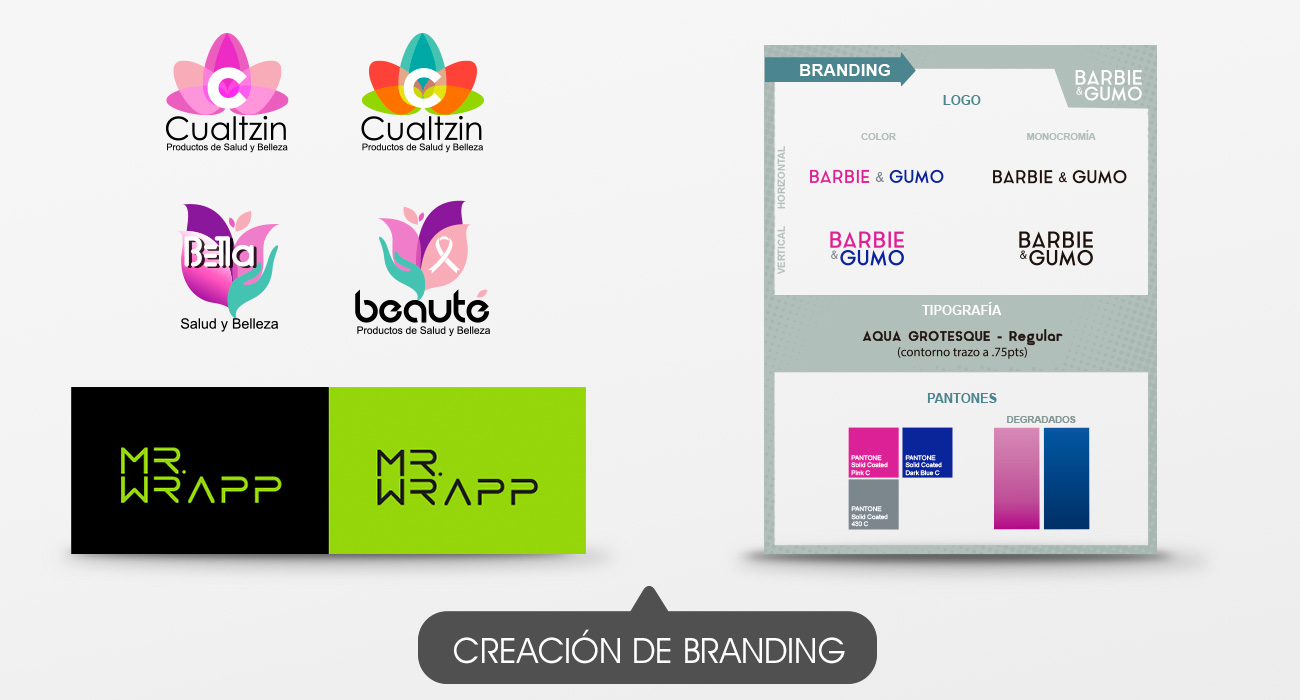 C
Cualtzin
Productos de Salud y Belleza
C
Cualtzin
Productos de Salud y Belleza
Bella
Salud y Belleza
beauté
Productos de Salud y Belleza
MR.
WRAPP
MR.
WRAPP
BRANDING
BARBIE
&GUMO
LOGO
COLOR
MONOCROMÍA
HORIZONTAL
BARBIE & GUMO
BARBIE & GUMO
VERTICAL
BARBIE
&GUMO
BARBIE
&GUMO
TIPOGRAFÍA
AQUA GROTESQUE - Regular
(contorno trazo a .75pts)
PANTONES
DEGRADADOS
PANTONE
Solid Coated
Pink C
PANTONE
Solid Coated
Dark Blue C
PANTONE
Solid Coated
430 C
CREACIÓN DE BRANDING